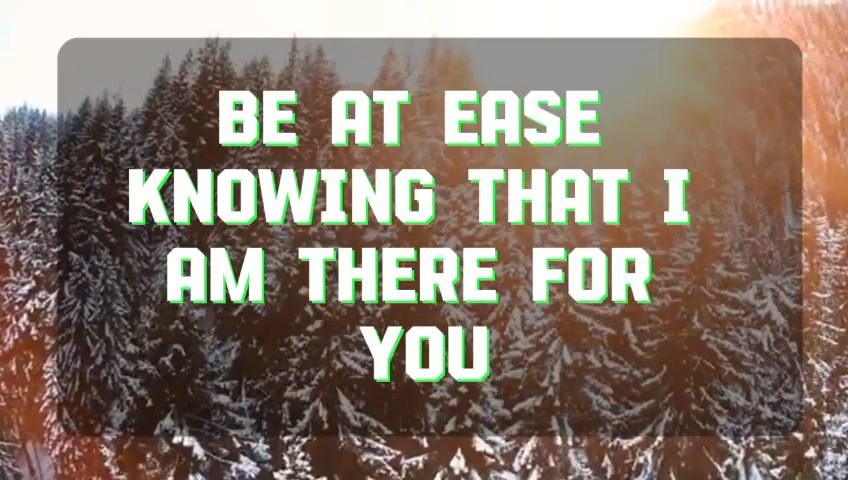 BE AT EASE
KNOWING THAT I
AM THERE FOR
YOU